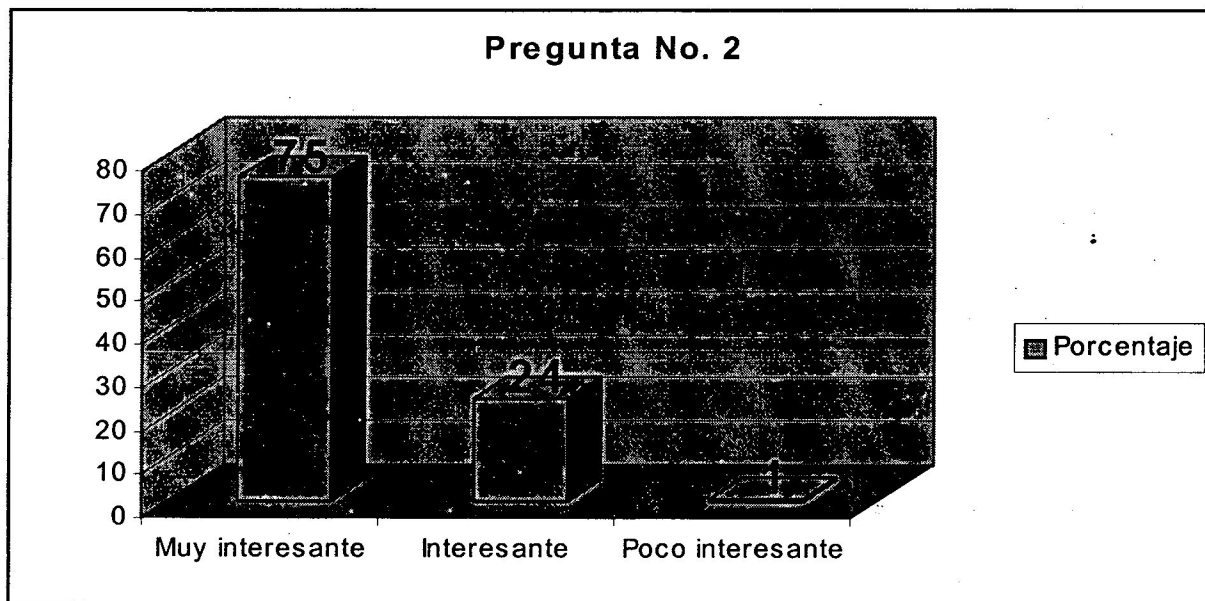 Pregunta No. 2
80
70
60
50
40
30
20
10
0
75
24
1
Muy interesante
Interesante
Poco interesante
Porcentaje